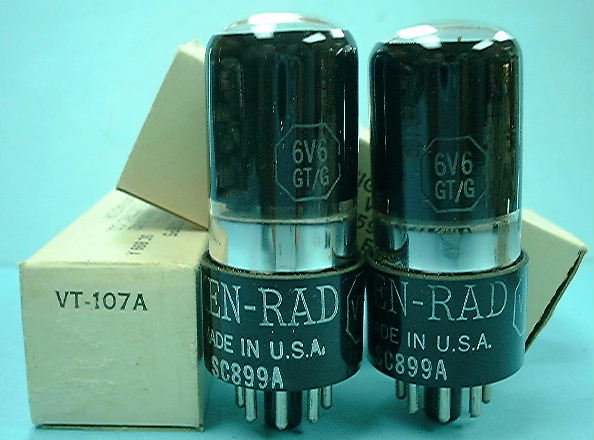 VT-107A
6V6
GT/G
EN-RAD
ADE IN U.S.A.
SC899A
6V6
GT/G
EN-RAD
ADE IN U.S.A.
SC899A